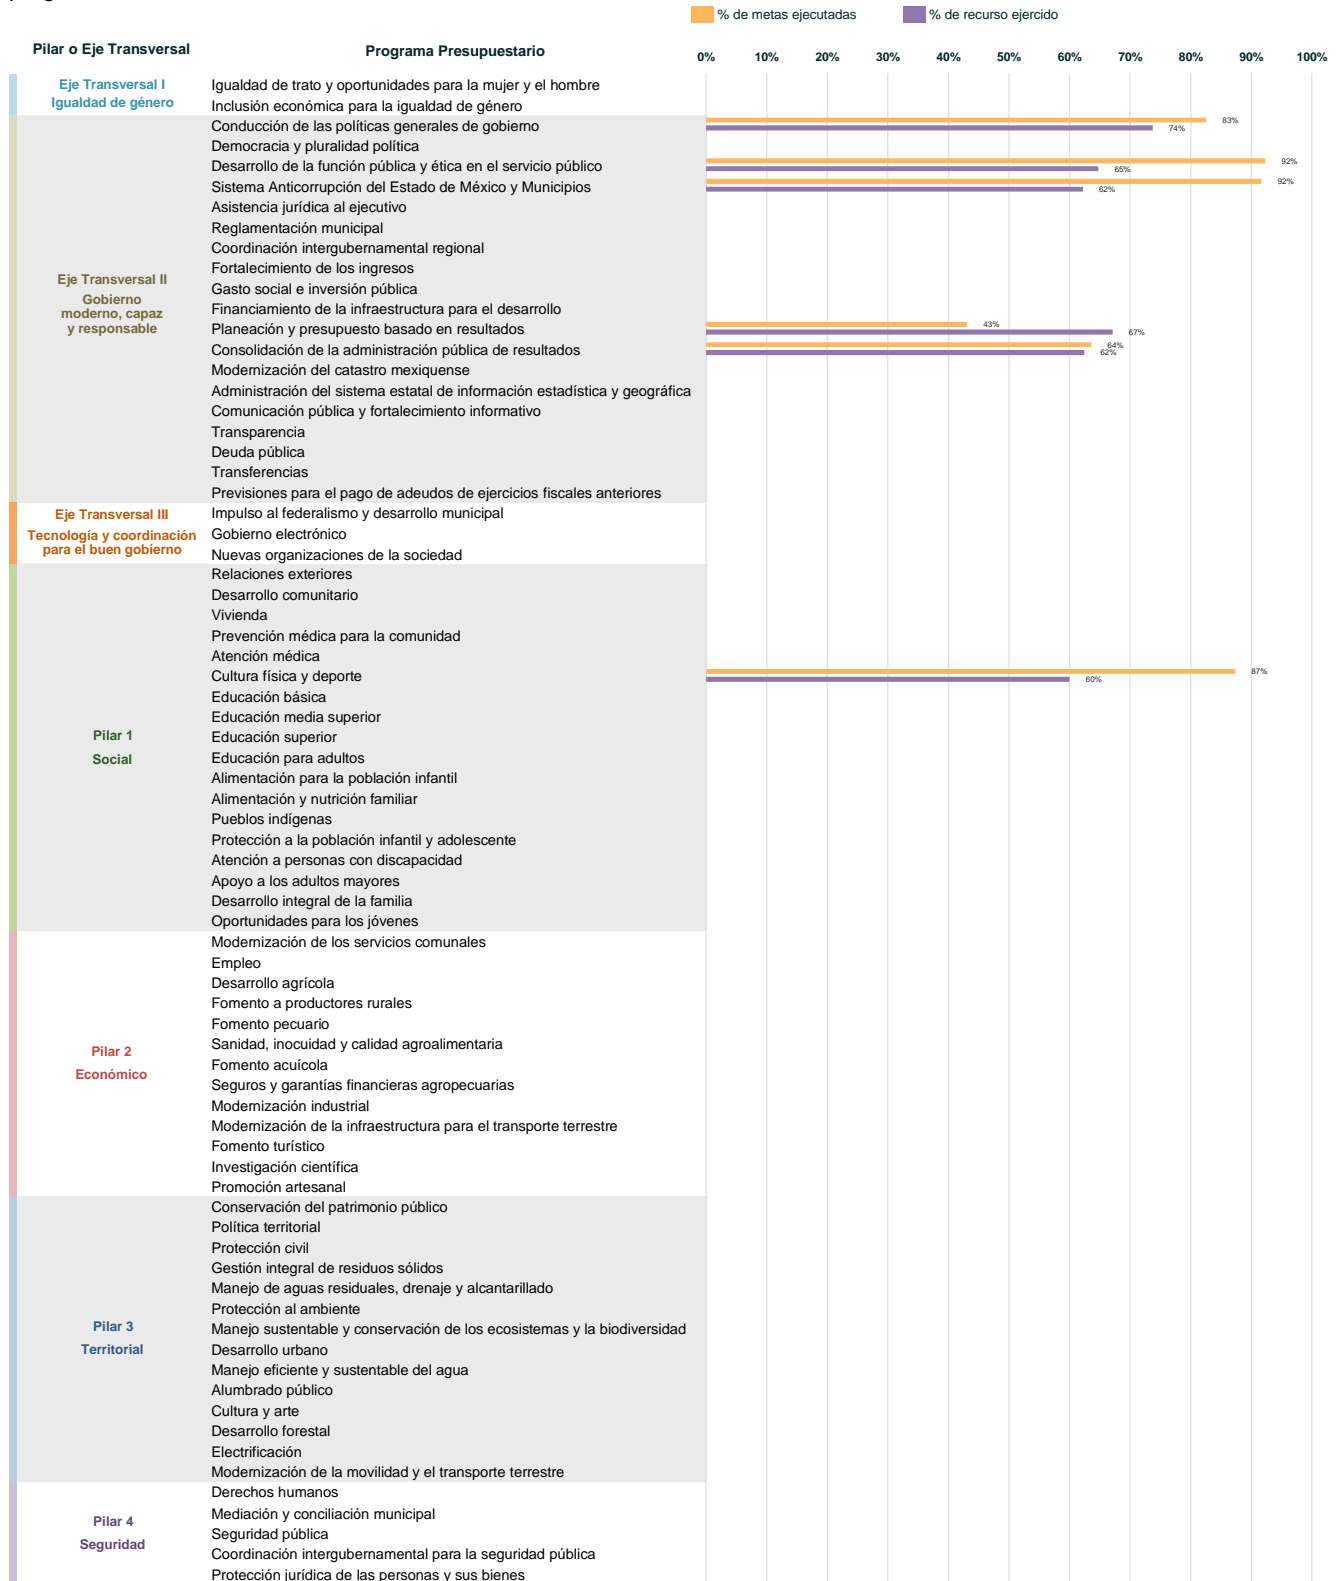 % de metas ejecutadas % de recurso ejercido
Pilar o Eje Transversal Programa Presupuestario 0% 10% 20% 30% 40% 50% 60% 70% 80% 90% 100%
Eje Transversal I
Igualdad de género
Igualdad de trato y oportunidades para la mujer y el hombre
Inclusión económica para la igualdad de género
Eje Transversal II
Gobierno
moderno, capaz
y responsable
Conducción de las políticas generales de gobierno 83%
74%
Democracia y pluralidad política
Desarrollo de la función pública y ética en el servicio público 92%
65%
Sistema Anticorrupción del Estado de México y Municipios 92%
62%
Asistencia jurídica al ejecutivo
Reglamentación municipal
Coordinación intergubernamental regional
Fortalecimiento de los ingresos
Gasto social e inversión pública
Financiamiento de la infraestructura para el desarrollo
Planeación y presupuesto basado en resultados 43%
67%
Consolidación de la administración pública de resultados 64%
62%
Modernización del catastro mexiquense
Administración del sistema estatal de información estadística y geográfica
Comunicación pública y fortalecimiento informativo
Transparencia
Deuda pública
Transferencias
Previsiones para el pago de adeudos de ejercicios fiscales anteriores
Eje Transversal III
Tecnología y coordinación
para el buen gobierno
Impulso al federalismo y desarrollo municipal
Gobierno electrónico
Nuevas organizaciones de la sociedad
Pilar 1
Social
Relaciones exteriores
Desarrollo comunitario
Vivienda
Prevención médica para la comunidad
Atención médica
Cultura física y deporte 87%
60%
Educación básica
Educación media superior
Educación superior
Educación para adultos
Alimentación para la población infantil
Alimentación y nutrición familiar
Pueblos indígenas
Protección a la población infantil y adolescente
Atención a personas con discapacidad
Apoyo a los adultos mayores
Desarrollo integral de la familia
Oportunidades para los jóvenes
Pilar 2
Económico
Modernización de los servicios comunales
Empleo
Desarrollo agrícola
Fomento a productores rurales
Fomento pecuario
Sanidad, inocuidad y calidad agroalimentaria
Fomento acuícola
Seguros y garantías financieras agropecuarias
Modernización industrial
Modernización de la infraestructura para el transporte terrestre
Fomento turístico
Investigación científica
Promoción artesanal
Pilar 3
Territorial
Conservación del patrimonio público
Política territorial
Protección civil
Gestión integral de residuos sólidos
Manejo de aguas residuales, drenaje y alcantarillado
Protección al ambiente
Manejo sustentable y conservación de los ecosistemas y la biodiversidad
Desarrollo urbano
Manejo eficiente y sustentable del agua
Alumbrado público
Cultura y arte
Desarrollo forestal
Electrificación
Modernización de la movilidad y el transporte terrestre
Pilar 4
Seguridad
Derechos humanos
Mediación y conciliación municipal
Seguridad pública
Coordinación intergubernamental para la seguridad pública
Protección jurídica de las personas y sus bienes